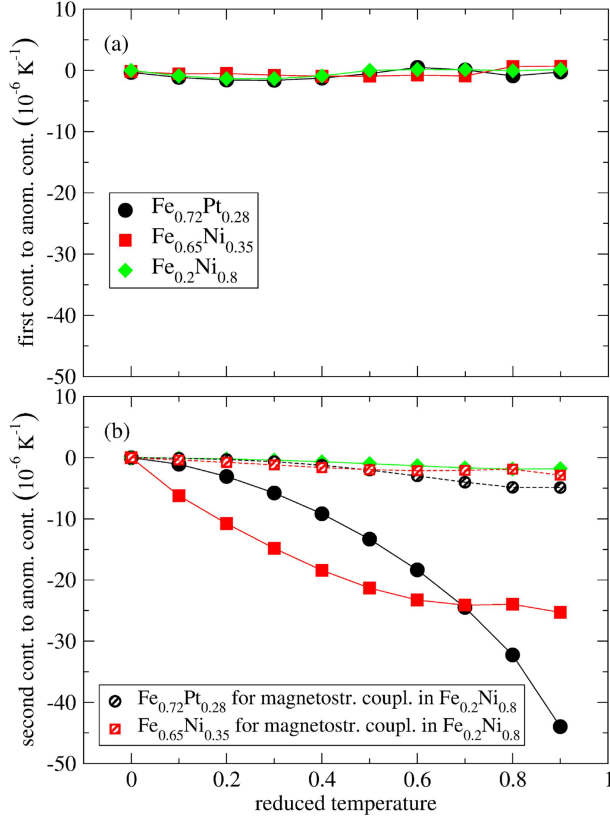 (a)
first cont. to anom. cont. (10⁻⁶ K⁻¹)
10
0
-10
-20
-30
-40
-50
Fe₀.₇₂Pt₀.₂₈
Fe₀.₆₅Ni₀.₃₅
Fe₀.₂Ni₀.₈
(b)
second cont. to anom. cont. (10⁻⁶ K⁻¹)
10
0
-10
-20
-30
-40
-50
Fe₀.₇₂Pt₀.₂₈ for magnetostr. coupl. in Fe₀.₂Ni₀.₈
Fe₀.₆₅Ni₀.₃₅ for magnetostr. coupl. in Fe₀.₂Ni₀.₈
0 0.2 0.4 0.6 0.8 1
reduced temperature